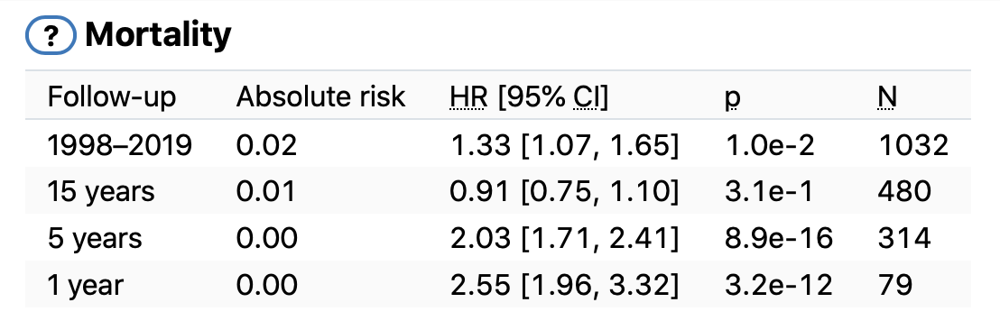 ? Mortality
Follow-up Absolute risk HR [95% CI] p N
1998–2019 0.02 1.33 [1.07, 1.65] 1.0e-2 1032
15 years 0.01 0.91 [0.75, 1.10] 3.1e-1 480
5 years 0.00 2.03 [1.71, 2.41] 8.9e-16 314
1 year 0.00 2.55 [1.96, 3.32] 3.2e-12 79